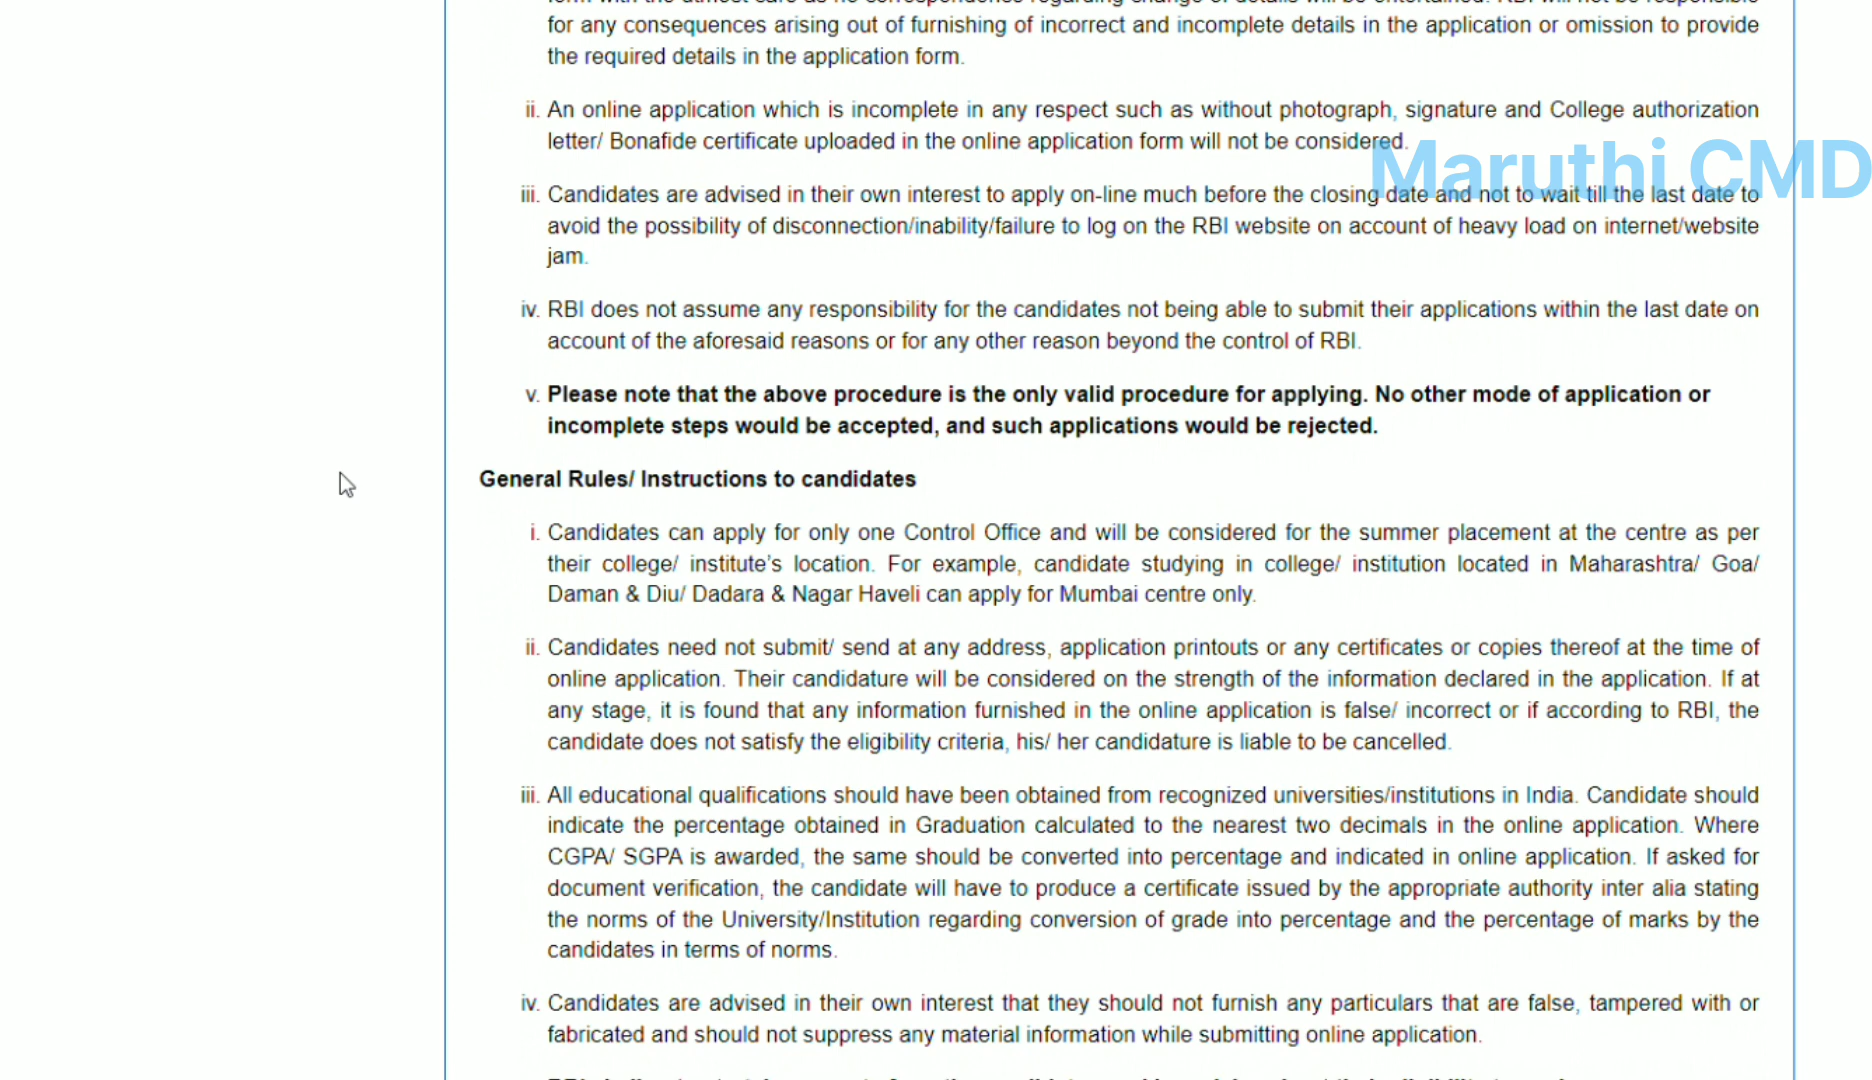 for any consequences arising out of furnishing of incorrect and incomplete details in the application or omission to provide
the required details in the application form.
ii. An online application which is incomplete in any respect such as without photograph, signature and College authorization
letter/ Bonafide certificate uploaded in the online application form will not be considered.
Maruthi CMD
iii. Candidates are advised in their own interest to apply on-line much before the closing date and not to wait till the last date to
avoid the possibility of disconnection/inability/failure to log on the RBI website on account of heavy load on internet/website
jam.
iv. RBI does not assume any responsibility for the candidates not being able to submit their applications within the last date on
account of the aforesaid reasons or for any other reason beyond the control of RBI.
v. Please note that the above procedure is the only valid procedure for applying. No other mode of application or
incomplete steps would be accepted, and such applications would be rejected.
General Rules/ Instructions to candidates
i. Candidates can apply for only one Control Office and will be considered for the summer placement at the centre as per
their college/ institute's location. For example, candidate studying in college/ institution located in Maharashtra/ Goa/
Daman & Diu/ Dadara & Nagar Haveli can apply for Mumbai centre only.
ii. Candidates need not submit/ send at any address, application printouts or any certificates or copies thereof at the time of
online application. Their candidature will be considered on the strength of the information declared in the application. If at
any stage, it is found that any information furnished in the online application is false/ incorrect or if according to RBI, the
candidate does not satisfy the eligibility criteria, his/ her candidature is liable to be cancelled.
iii. All educational qualifications should have been obtained from recognized universities/institutions in India. Candidate should
indicate the percentage obtained in Graduation calculated to the nearest two decimals in the online application. Where
CGPA/ SGPA is awarded, the same should be converted into percentage and indicated in online application. If asked for
document verification, the candidate will have to produce a certificate issued by the appropriate authority inter alia stating
the norms of the University/Institution regarding conversion of grade into percentage and the percentage of marks by the
candidates in terms of norms.
iv. Candidates are advised in their own interest that they should not furnish any particulars that are false, tampered with or
fabricated and should not suppress any material information while submitting online application.